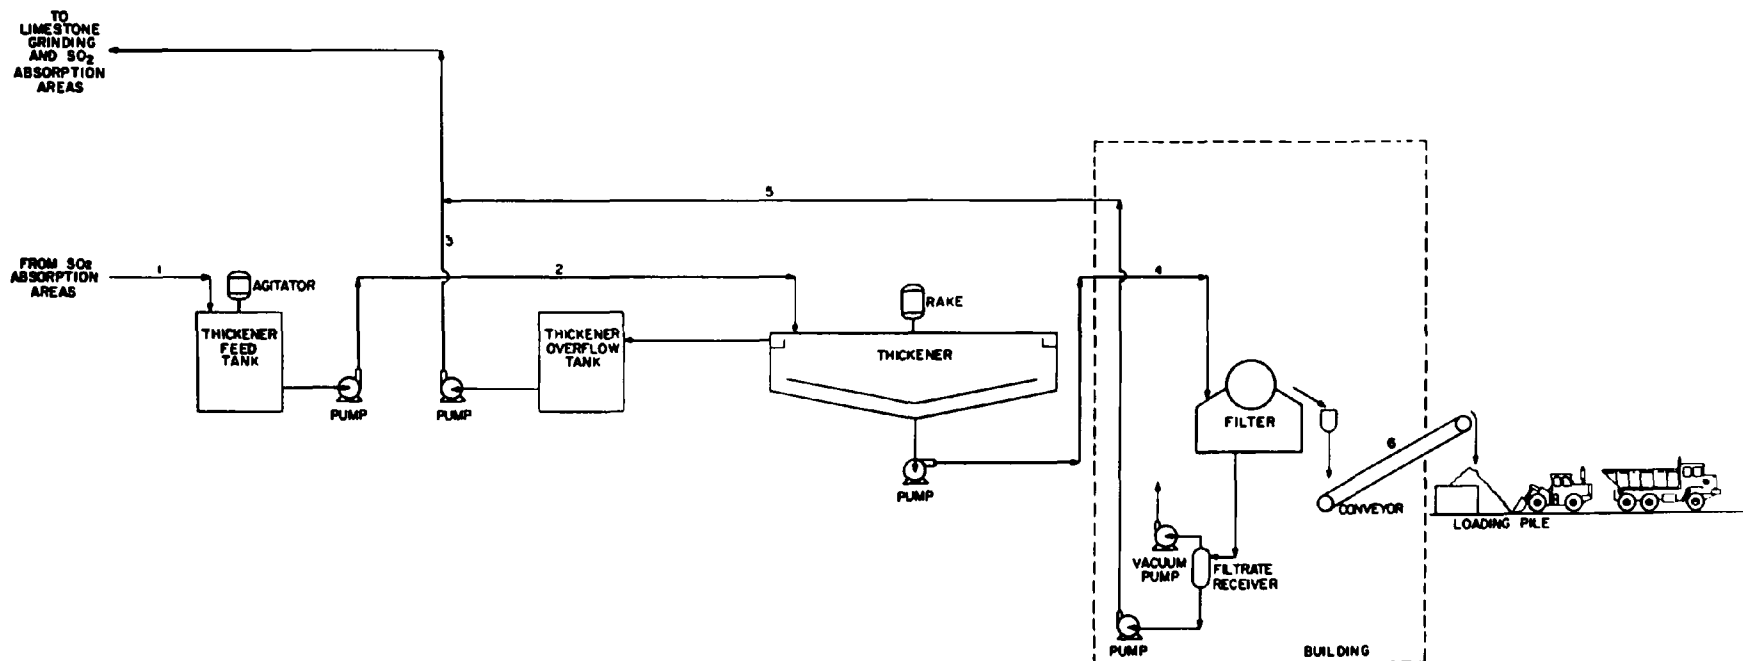 TO
LIMESTONE
GRINDING
AND SO2
ABSORPTION
AREAS
5
3
FROM SO2
ABSORPTION
AREAS
1
2
4
AGITATOR
RAKE
THICKENER
FEED
TANK
THICKENER
OVERFLOW
TANK
THICKENER
PUMP
PUMP
FILTER
6
PUMP
CONVEYOR
LOADING PILE
VACUUM
PUMP
FILTRATE
RECEIVER
PUMP
BUILDING